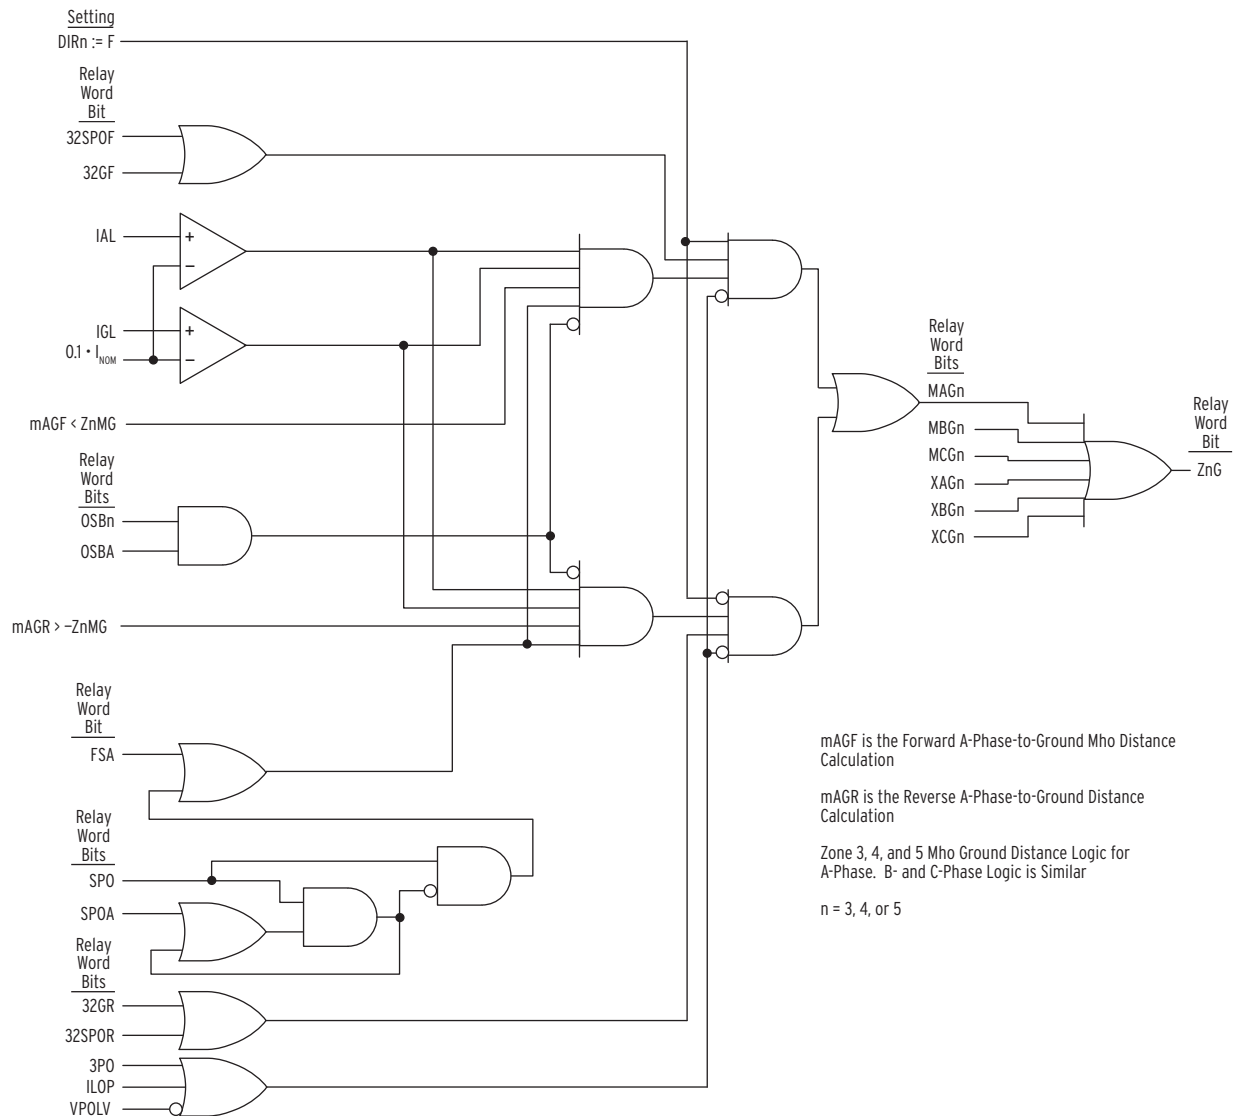 Setting
DIRn := F
Relay
Word
Bit
32SPOF
32GF
IAL
+
−
IGL
+
0.1 • INOM
−
mAGF < ZnMG
Relay
Word
Bits
OSBn
OSBA
mAGR > –ZnMG
Relay
Word
Bit
FSA
Relay
Word
Bits
SPO
SPOA
Relay
Word
Bits
32GR
32SPOR
3PO
ILOP
VPOLV
Relay
Word
Bits
MAGn
MBGn
MCGn
XAGn
XBGn
XCGn
Relay
Word
Bit
ZnG
mAGF is the Forward A-Phase-to-Ground Mho Distance
Calculation
mAGR is the Reverse A-Phase-to-Ground Distance
Calculation
Zone 3, 4, and 5 Mho Ground Distance Logic for
A-Phase. B- and C-Phase Logic is Similar
n = 3, 4, or 5